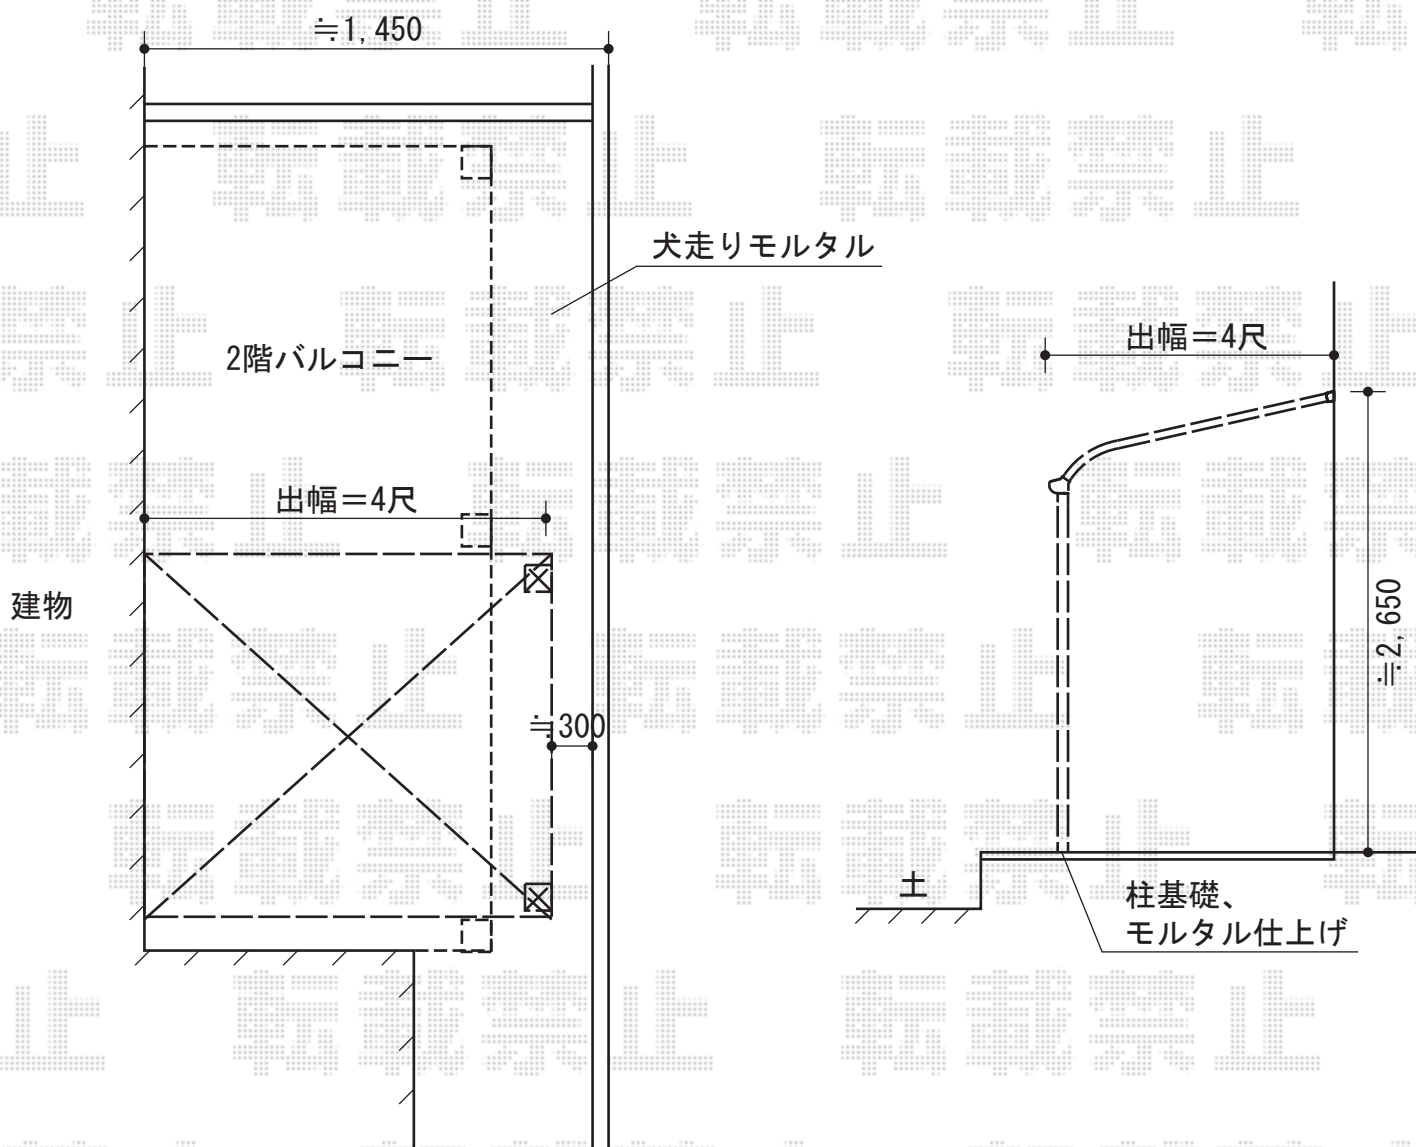 ≒1,450
犬走りモルタル
2階バルコニー
出幅＝4尺
出幅＝4尺
建物
≒2,650
≒300
土
柱基礎、
モルタル仕上げ
転載禁止